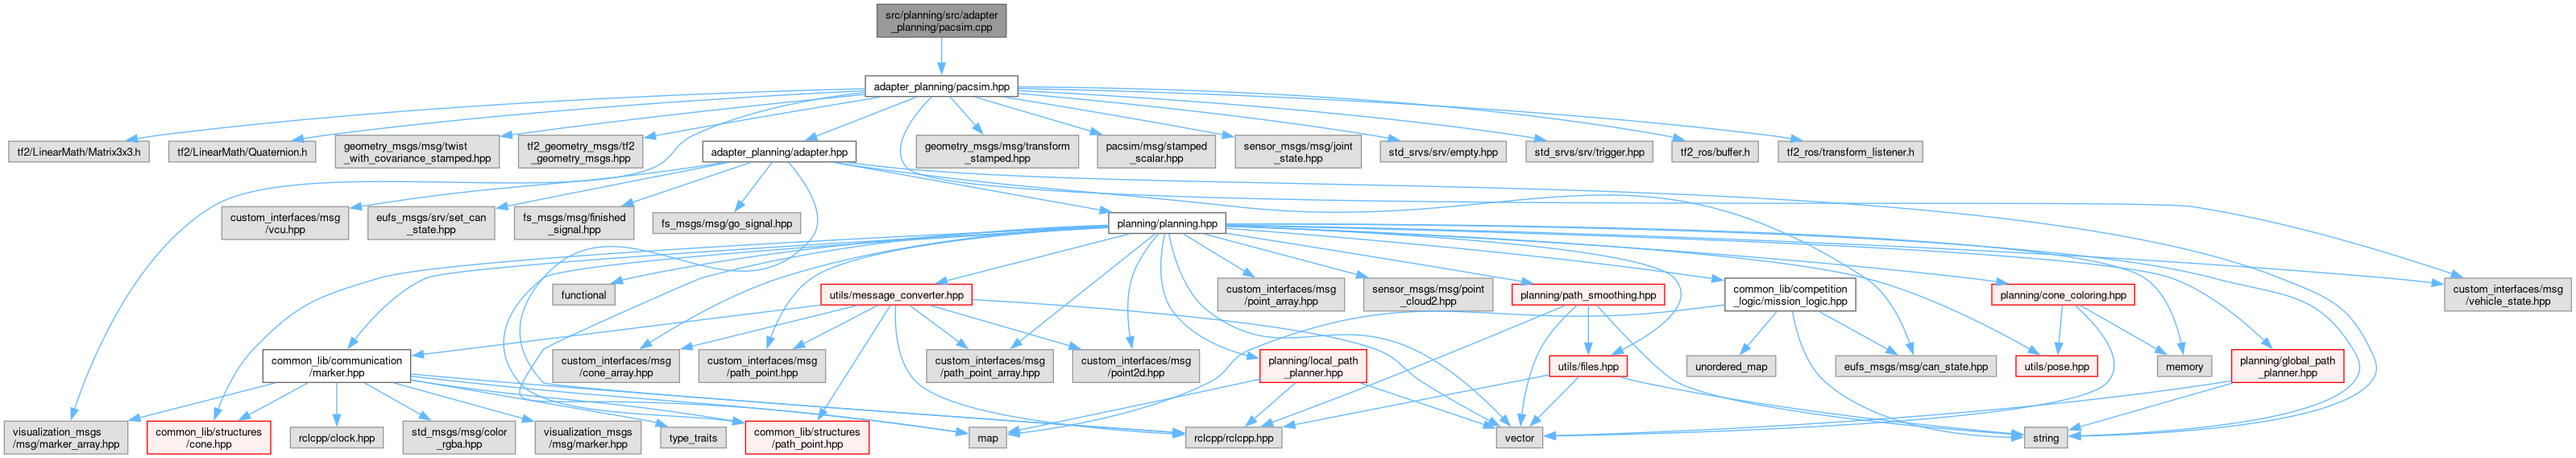 src/planning/src/adapter
_planning/pacsim.cpp
adapter_planning/pacsim.hpp
tf2/LinearMath/Matrix3x3.h
tf2/LinearMath/Quaternion.h
geometry_msgs/msg/twist
_with_covariance_stamped.hpp
tf2_geometry_msgs/tf2
_geometry_msgs.hpp
adapter_planning/adapter.hpp
geometry_msgs/msg/transform
_stamped.hpp
pacsim/msg/stamped
_scalar.hpp
sensor_msgs/msg/joint
_state.hpp
std_srvs/srv/empty.hpp
std_srvs/srv/trigger.hpp
tf2_ros/buffer.h
tf2_ros/transform_listener.h
custom_interfaces/msg
/vcu.hpp
eufs_msgs/srv/set_can
_state.hpp
fs_msgs/msg/finished
_signal.hpp
fs_msgs/msg/go_signal.hpp
planning/planning.hpp
functional
utils/message_converter.hpp
custom_interfaces/msg
/point_array.hpp
sensor_msgs/msg/point
_cloud2.hpp
planning/path_smoothing.hpp
common_lib/competition
_logic/mission_logic.hpp
planning/cone_coloring.hpp
custom_interfaces/msg
/vehicle_state.hpp
common_lib/communication
/marker.hpp
custom_interfaces/msg
/cone_array.hpp
custom_interfaces/msg
/path_point.hpp
custom_interfaces/msg
/path_point_array.hpp
custom_interfaces/msg
/point2d.hpp
planning/local_path
_planner.hpp
utils/files.hpp
unordered_map
eufs_msgs/msg/can_state.hpp
utils/pose.hpp
memory
planning/global_path
_planner.hpp
visualization_msgs
/msg/marker_array.hpp
common_lib/structures
/cone.hpp
rclcpp/clock.hpp
std_msgs/msg/color
_rgba.hpp
visualization_msgs
/msg/marker.hpp
type_traits
common_lib/structures
/path_point.hpp
map
rclcpp/rclcpp.hpp
vector
string